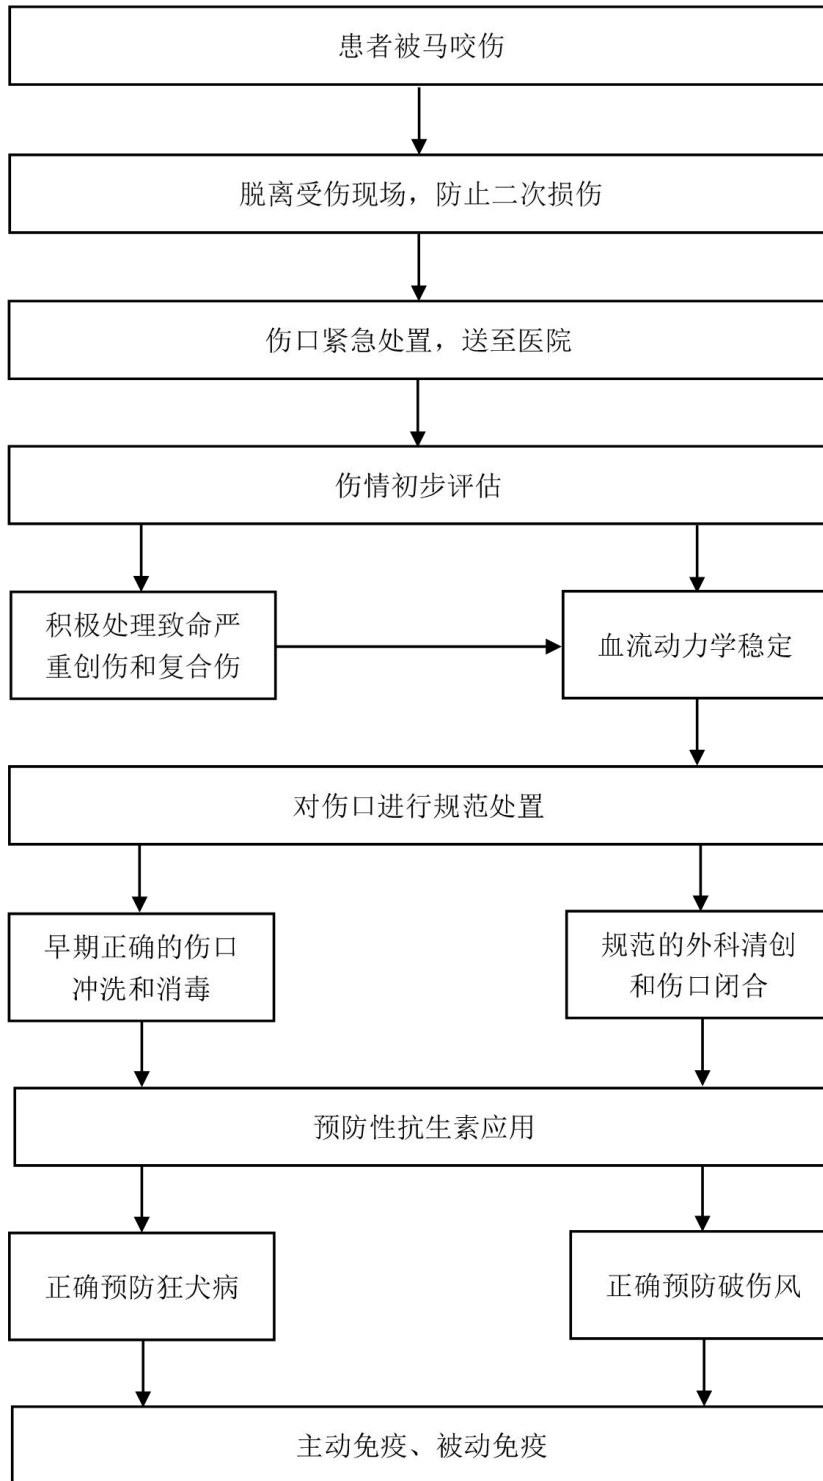 患者被马咬伤
脱离受伤现场，防止二次损伤
伤口紧急处置，送至医院
伤情初步评估
积极处理致命严
重创伤和复合伤
血流动力学稳定
对伤口进行规范处置
早期正确的伤口
冲洗和消毒
规范的外科清创
和伤口闭合
预防性抗生素应用
正确预防狂犬病
正确预防破伤风
主动免疫、被动免疫